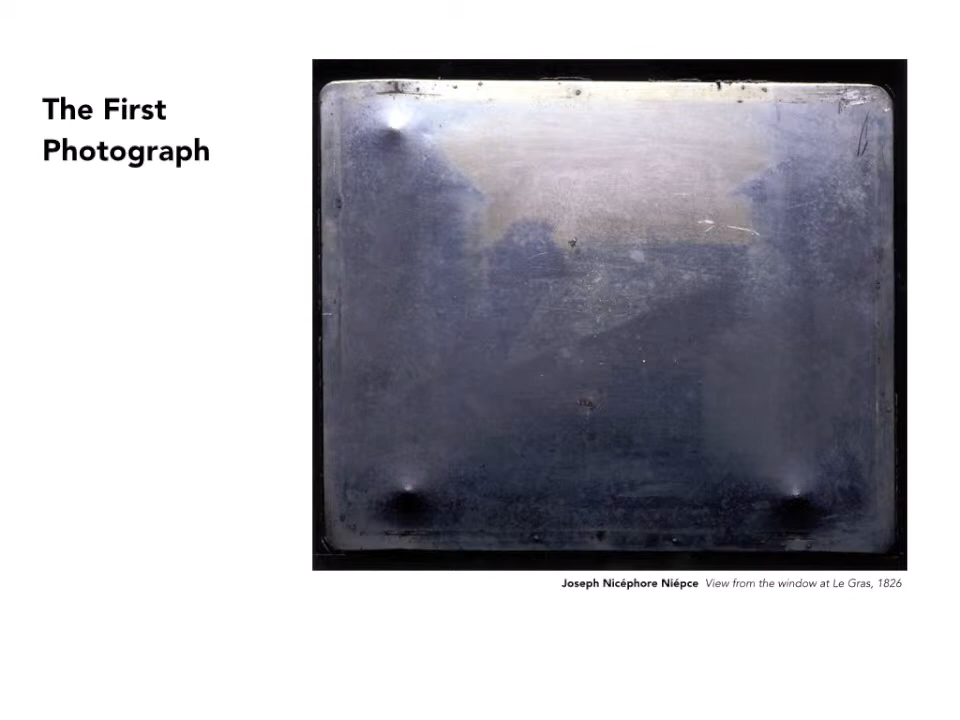 The First
Photograph
Joseph Nicéphore Niépce View from the window at Le Gras, 1826